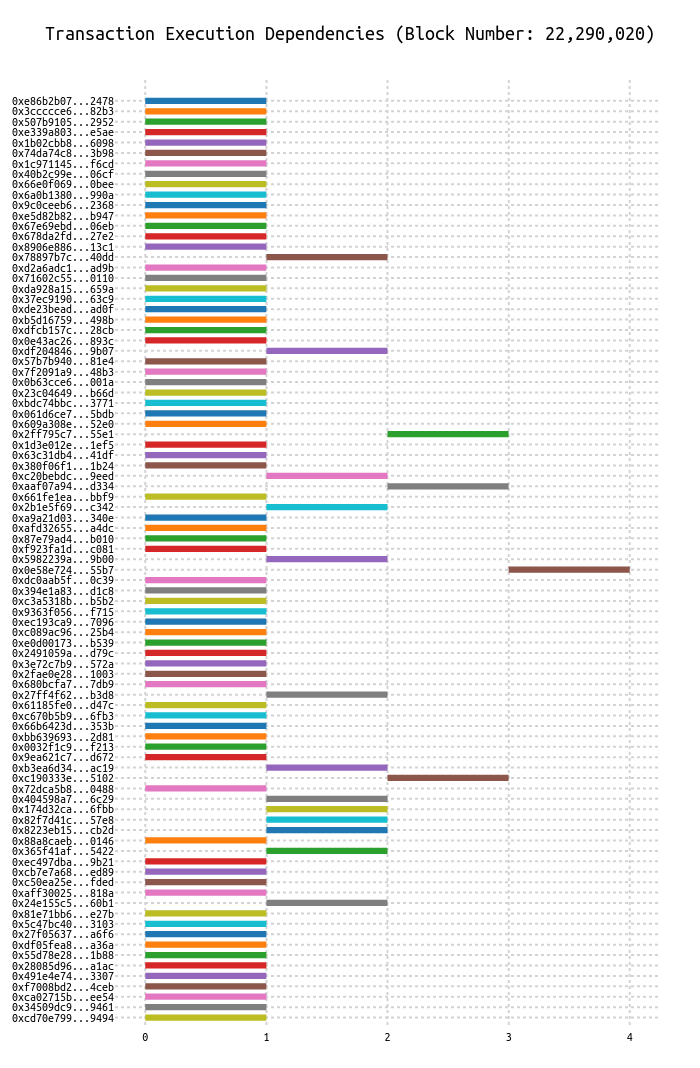 Transaction Execution Dependencies (Block Number: 22,290,020)
0xe86b2b07...2478
0x3ccccce6...82b3
0x507b9105...2952
0xe339a803...e5ae
0x1b02cbb8...6098
0x74da74c8...3b98
0x1c971145...f6cd
0x40b2c99e...06cf
0x66e0f069...0bee
0x6a0b1380...990a
0x9c0ceeb6...2368
0xe5d82b82...b947
0x67e69ebd...06eb
0x678da2fd...27e2
0x8906e886...13c1
0x78897b7c...40dd
0xd2a6adc1...ad9b
0x71602c55...0110
0xda928a15...659a
0x37ec9190...63c9
0xde23bead...ad0f
0xb5d16759...498b
0xdfcb157c...28cb
0x0e43ac26...893c
0xdf204846...9b07
0x57b7b940...81e4
0x7f2091a9...48b3
0x0b63cce6...001a
0x23c04649...b66d
0xbdc74bbc...3771
0x061d6ce7...5bdb
0x609a308e...52e0
0x2ff795c7...55e1
0x1d3e012e...1ef5
0x63c31db4...41df
0x380f06f1...1b24
0xc20bebdc...9eed
0xaaf07a94...d334
0x661fe1ea...bbf9
0x2b1e5f69...c342
0xa9a21d03...340e
0xafd32655...a4dc
0x87e79ad4...b010
0xf923fa1d...c081
0x5982239a...9b00
0x0e58e724...55b7
0xdc0aab5f...0c39
0x394e1a83...d1c8
0xc3a5318b...b5b2
0x9363f056...f715
0xec193ca9...7096
0xc089ac96...25b4
0xe0d00173...b539
0x2491059a...d79c
0x3e72c7b9...572a
0x2fae0e28...1003
0x680bcfa7...7db9
0x27ff4f62...b3d8
0x61185fe0...d47c
0xc670b5b9...6fb3
0x66b6423d...353b
0xbb639693...2d81
0x0032f1c9...f213
0x9ea621c7...d672
0xb3ea6d34...ac19
0xc190333e...5102
0x72dca5b8...0488
0x404598a7...6c29
0x174d32ca...6fbb
0x82f7d41c...57e8
0x8223eb15...cb2d
0x88a8caeb...0146
0x365f41af...5422
0xec497dba...9b21
0xcb7e7a68...ed89
0xc50ea25e...fded
0xaff30025...818a
0x24e155c5...60b1
0x81e71bb6...e27b
0x5c47bc40...3103
0x27f05637...a6f6
0xdf05fea8...a36a
0x55d78e28...1b88
0x28085d96...a1ac
0x491e4e74...3307
0xf7008bd2...4ceb
0xca02715b...ee54
0x34509dc9...9461
0xcd70e799...9494
0 1 2 3 4